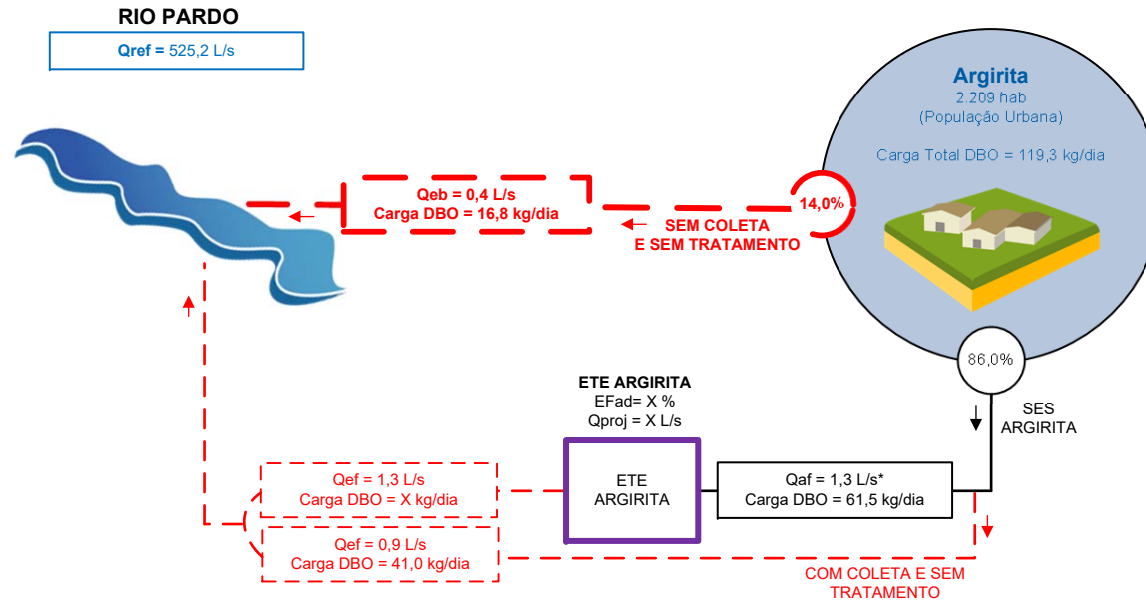 RIO PARDO
Qref = 525,2 L/s
Argirita
2.209 hab
(População Urbana)
Carga Total DBO = 119,3 kg/dia
Qeb = 0,4 L/s
Carga DBO = 16,8 kg/dia
14,0%
SEM COLETA
E SEM TRATAMENTO
86,0%
SES
ARGIRITA
ETE ARGIRITA
EFad= X %
Qproj = X L/s
ETE
ARGIRITA
Qaf = 1,3 L/s*
Carga DBO = 61,5 kg/dia
Qef = 1,3 L/s
Carga DBO = X kg/dia
Qef = 0,9 L/s
Carga DBO = 41,0 kg/dia
COM COLETA E SEM
TRATAMENTO